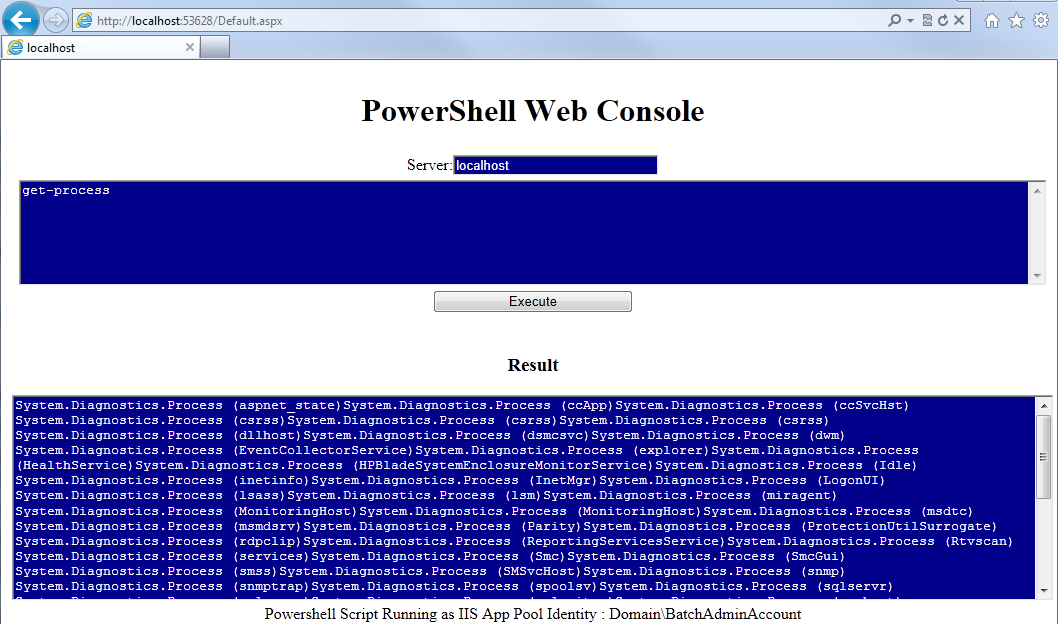 http://localhost:53628/Default.aspx
localhost
PowerShell Web Console
Server: localhost
get-process
Execute
Result
System.Diagnostics.Process (aspnet_state)System.Diagnostics.Process (ccApp)System.Diagnostics.Process (ccSvcHst)
System.Diagnostics.Process (csrss)System.Diagnostics.Process (csrss)System.Diagnostics.Process (csrss)
System.Diagnostics.Process (dllhost)System.Diagnostics.Process (dsmcsvc)System.Diagnostics.Process (dwm)
System.Diagnostics.Process (EventCollectorService)System.Diagnostics.Process (explorer)System.Diagnostics.Process
(HealthService)System.Diagnostics.Process (HPBladeSystemEnclosureMonitorService)System.Diagnostics.Process (Idle)
System.Diagnostics.Process (inetinfo)System.Diagnostics.Process (InetMgr)System.Diagnostics.Process (LogonUI)
System.Diagnostics.Process (lsass)System.Diagnostics.Process (lsm)System.Diagnostics.Process (miragent)
System.Diagnostics.Process (MonitoringHost)System.Diagnostics.Process (MonitoringHost)System.Diagnostics.Process (msdtc)
System.Diagnostics.Process (msmdsrv)System.Diagnostics.Process (Parity)System.Diagnostics.Process (ProtectionUtilSurrogate)
System.Diagnostics.Process (rdpclip)System.Diagnostics.Process (ReportingServicesService)System.Diagnostics.Process (Rtvscan)
System.Diagnostics.Process (services)System.Diagnostics.Process (Smc)System.Diagnostics.Process (SmcGui)
System.Diagnostics.Process (smss)System.Diagnostics.Process (SMSvcHost)System.Diagnostics.Process (snmp)
System.Diagnostics.Process (snmptrap)System.Diagnostics.Process (spoolsv)System.Diagnostics.Process (sqlservr)
Powershell Script Running as IIS App Pool Identity : Domain\BatchAdminAccount